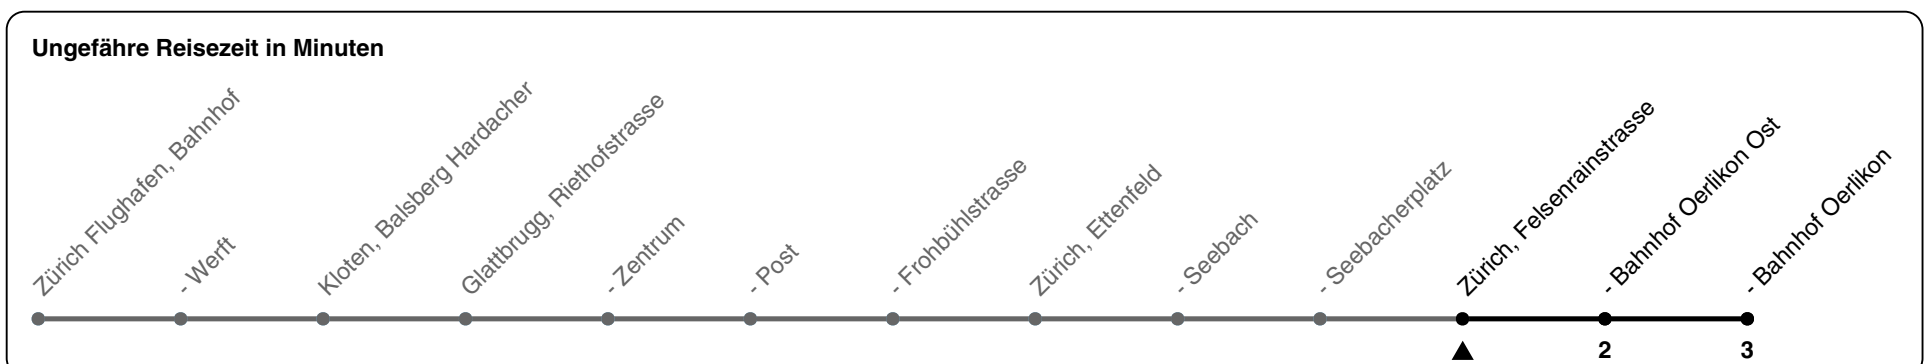 Ungefähre Reisezeit in Minuten
Zürich Flughafen, Bahnhof
- Werft
Kloten, Balsberg Hardacher
Glattbrugg, Riethofstrasse
- Zentrum
- Post
- Frohbühlstrasse
Zürich, Ettenfeld
- Seebach
- Seebacherplatz
Zürich, Felsenrainstrasse
- Bahnhof Oerlikon Ost
- Bahnhof Oerlikon
2
3